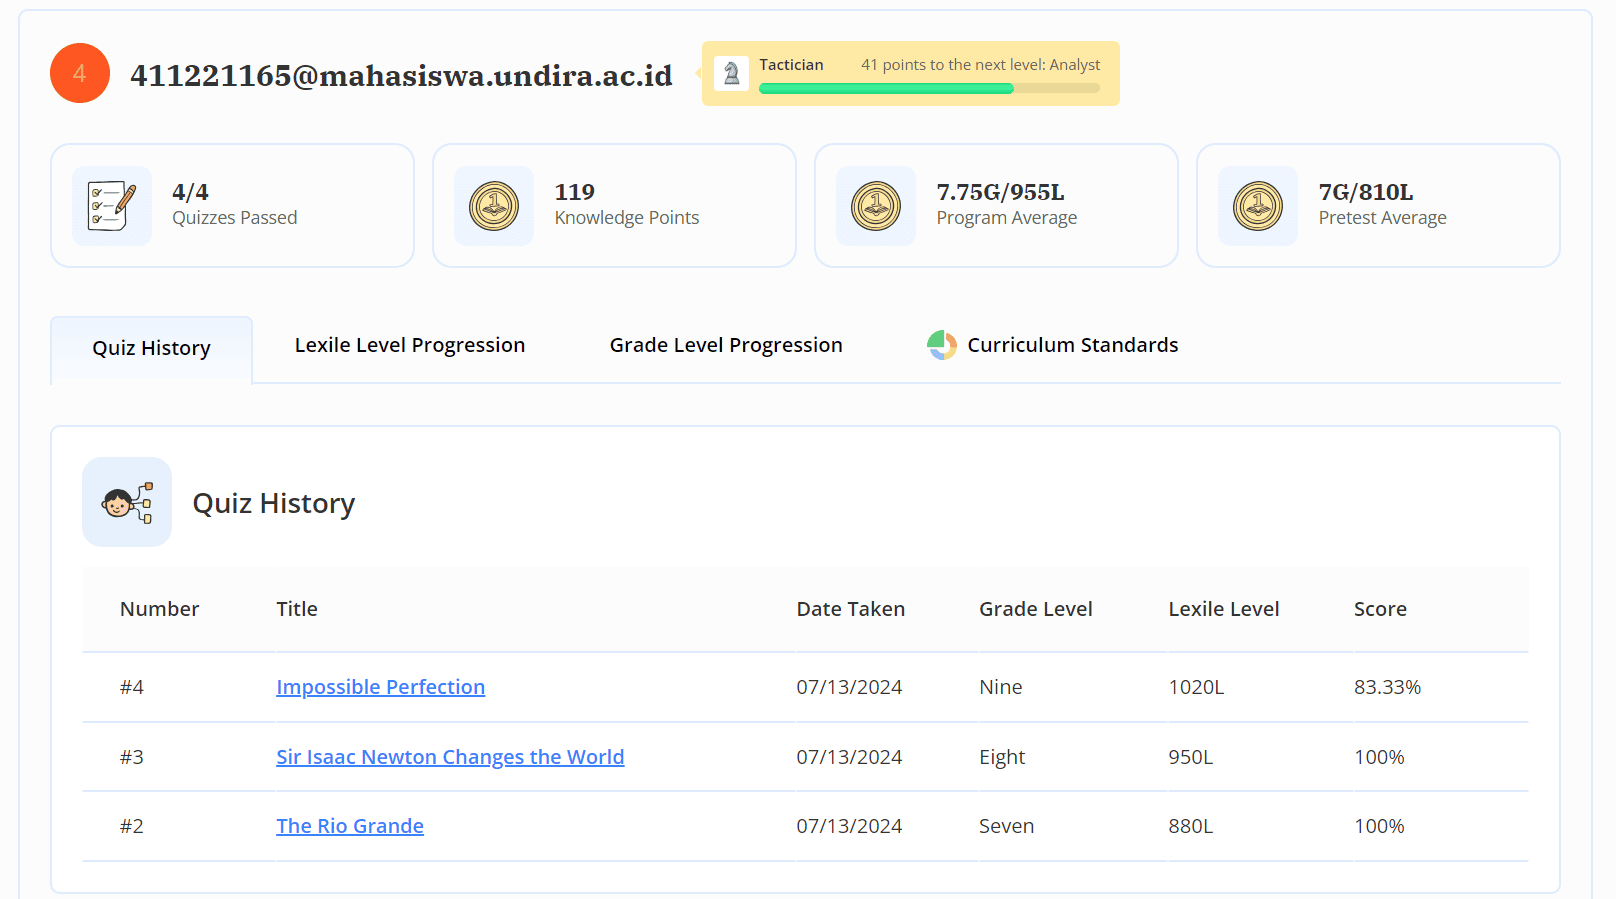 4
411221165@mahasiswa.undira.ac.id
Tactician 41 points to the next level: Analyst
4/4
Quizzes Passed
119
Knowledge Points
7.75G/955L
Program Average
7G/810L
Pretest Average
Quiz History Lexile Level Progression Grade Level Progression Curriculum Standards
Quiz History
Number Title Date Taken Grade Level Lexile Level Score
#4 Impossible Perfection 07/13/2024 Nine 1020L 83.33%
#3 Sir Isaac Newton Changes the World 07/13/2024 Eight 950L 100%
#2 The Rio Grande 07/13/2024 Seven 880L 100%